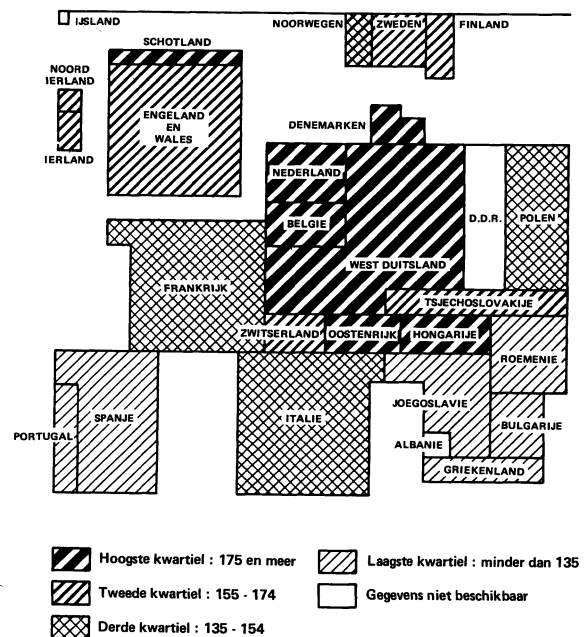 IJSLAND
NOORWEGEN
ZWEDEN
FINLAND
SCHOTLAND
NOORD
IERLAND
ENGELAND
EN
WALES
IERLAND
DENEMARKEN
NEDERLAND
BELGIE
D.D.R.
POLEN
WEST DUITSLAND
FRANKRIJK
TSJECHOSLOVAKIJE
ZWITSERLAND
OOSTENRIJK
HONGARIJE
ROEMENIE
JOEGOSLAVIE
SPANJE
ITALIE
BULGARIJE
PORTUGAL
ALBANIE
GRIEKENLAND
Hoogste kwartiel : 175 en meer
Laagste kwartiel : minder dan 135
Tweede kwartiel : 155 - 174
Gegevens niet beschikbaar
Derde kwartiel : 135 - 154